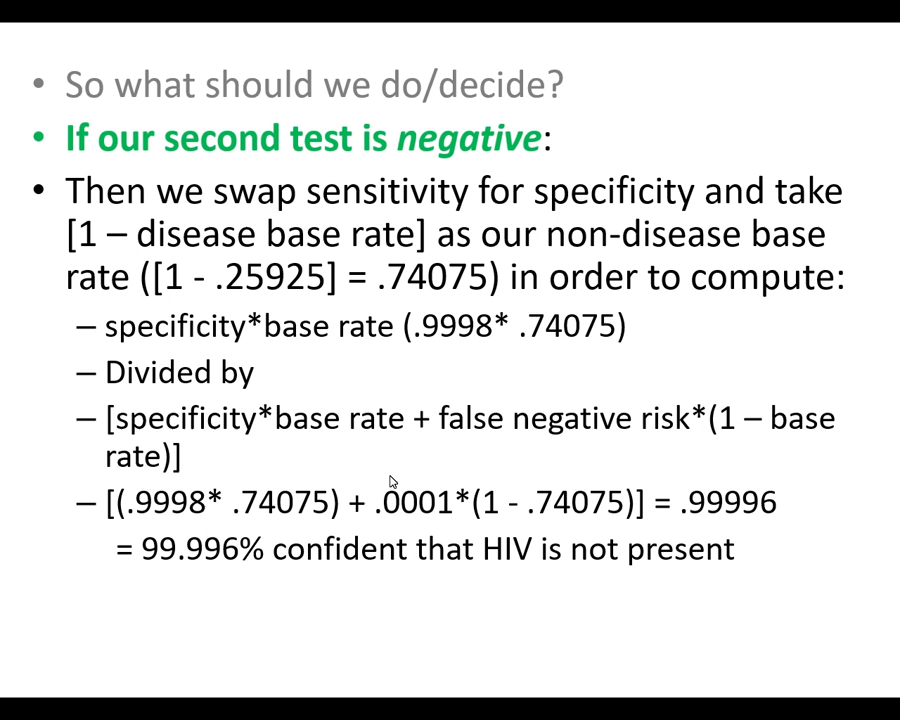 • So what should we do/decide?
• If our second test is negative:
• Then we swap sensitivity for specificity and take
[1 – disease base rate] as our non-disease base
rate ([1 - .25925] = .74075) in order to compute:
– specificity*base rate (.9998* .74075)
– Divided by
– [specificity*base rate + false negative risk*(1 – base
rate)]
– [(.9998* .74075) + .0001*(1 - .74075)] = .99996
= 99.996% confident that HIV is not present